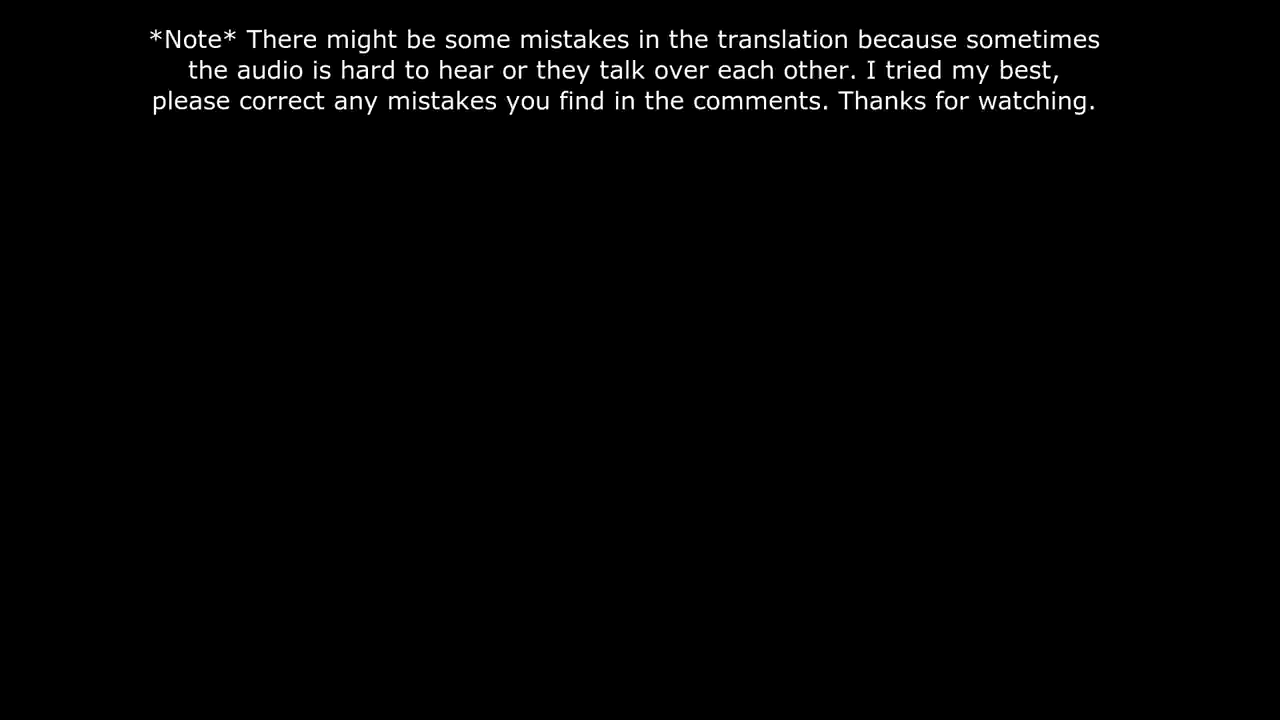 *Note* There might be some mistakes in the translation because sometimes
the audio is hard to hear or they talk over each other. I tried my best,
please correct any mistakes you find in the comments. Thanks for watching.